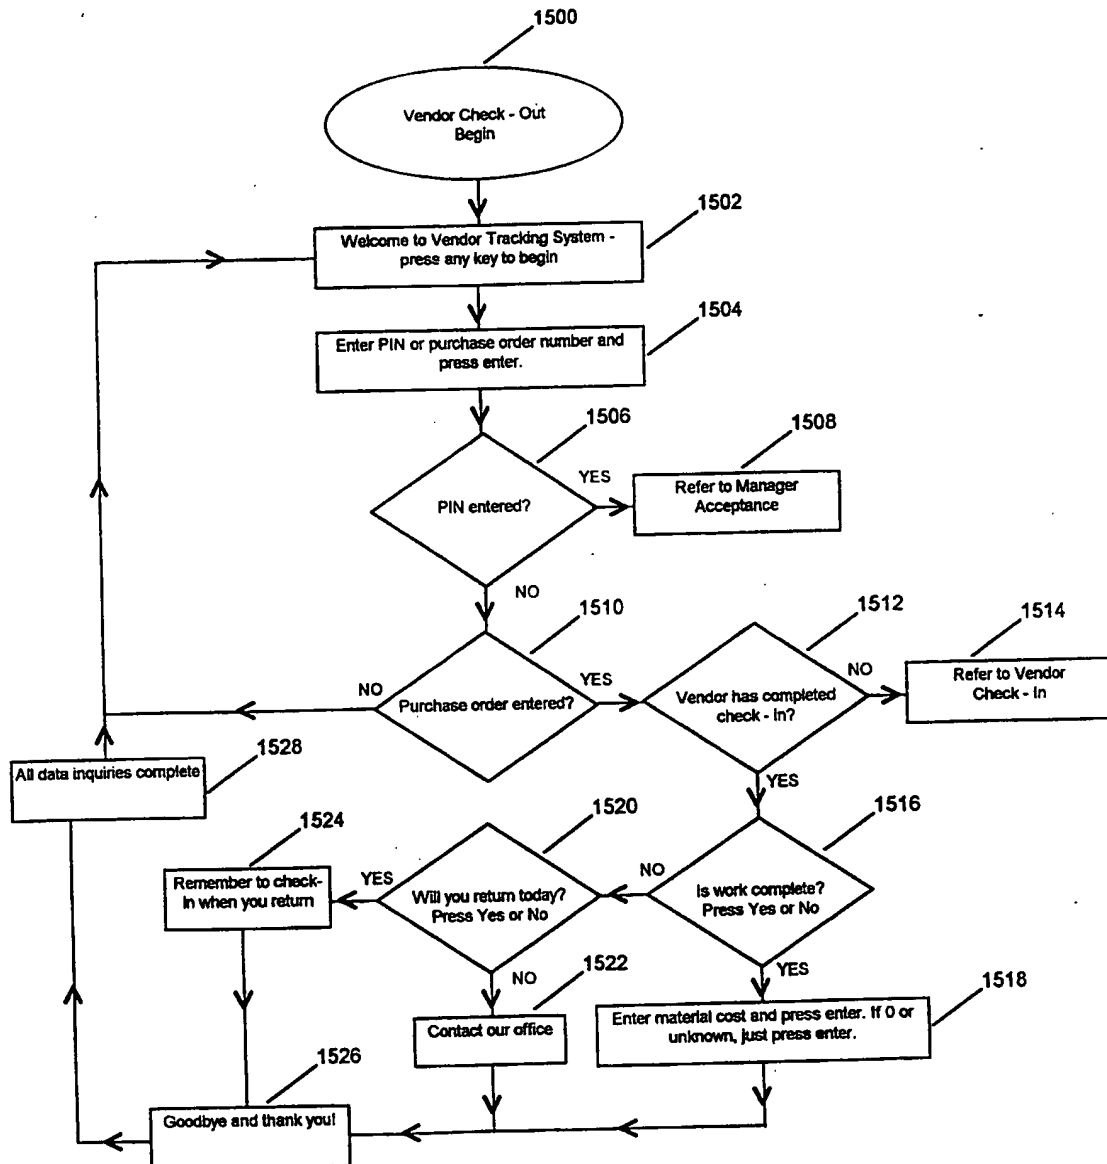 1500
Vendor Check - Out
Begin
1502
Welcome to Vendor Tracking System -
press any key to begin
1504
Enter PIN or purchase order number and
press enter.
1506
PIN entered?
YES
1508
Refer to Manager
Acceptance
NO
1510
Purchase order entered?
NO
YES
1512
Vendor has completed
check - in?
NO
1514
Refer to Vendor
Check - In
YES
1528
All data inquiries complete
1516
Is work complete?
Press Yes or No
NO
1520
Will you return today?
Press Yes or No
YES
1524
Remember to check-
in when you return
NO
1522
Contact our office
YES
1518
Enter material cost and press enter. If 0 or
unknown, just press enter.
1526
Goodbye and thank you!